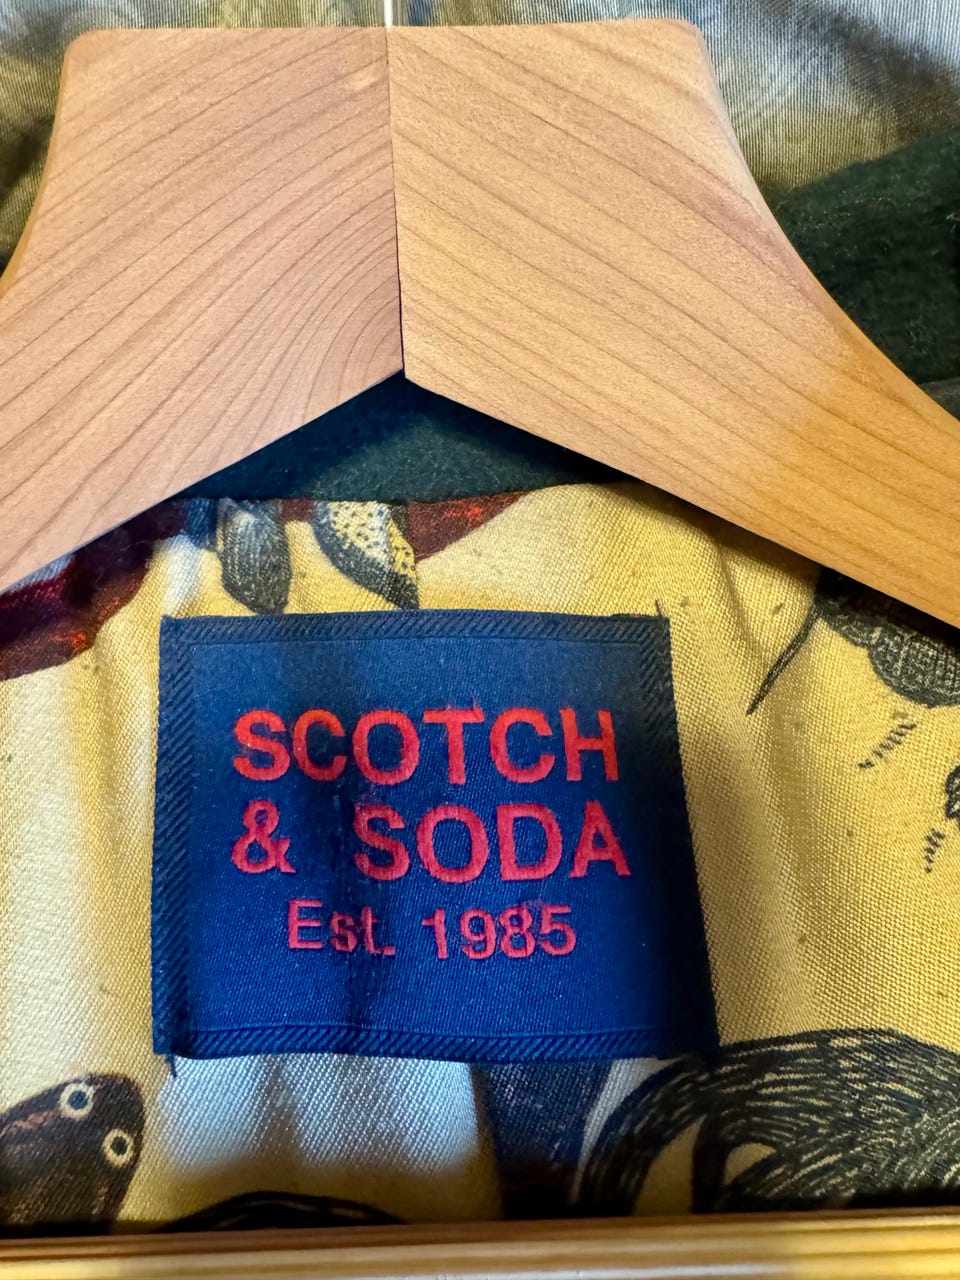 SCOTCH
& SODA
Est. 1985